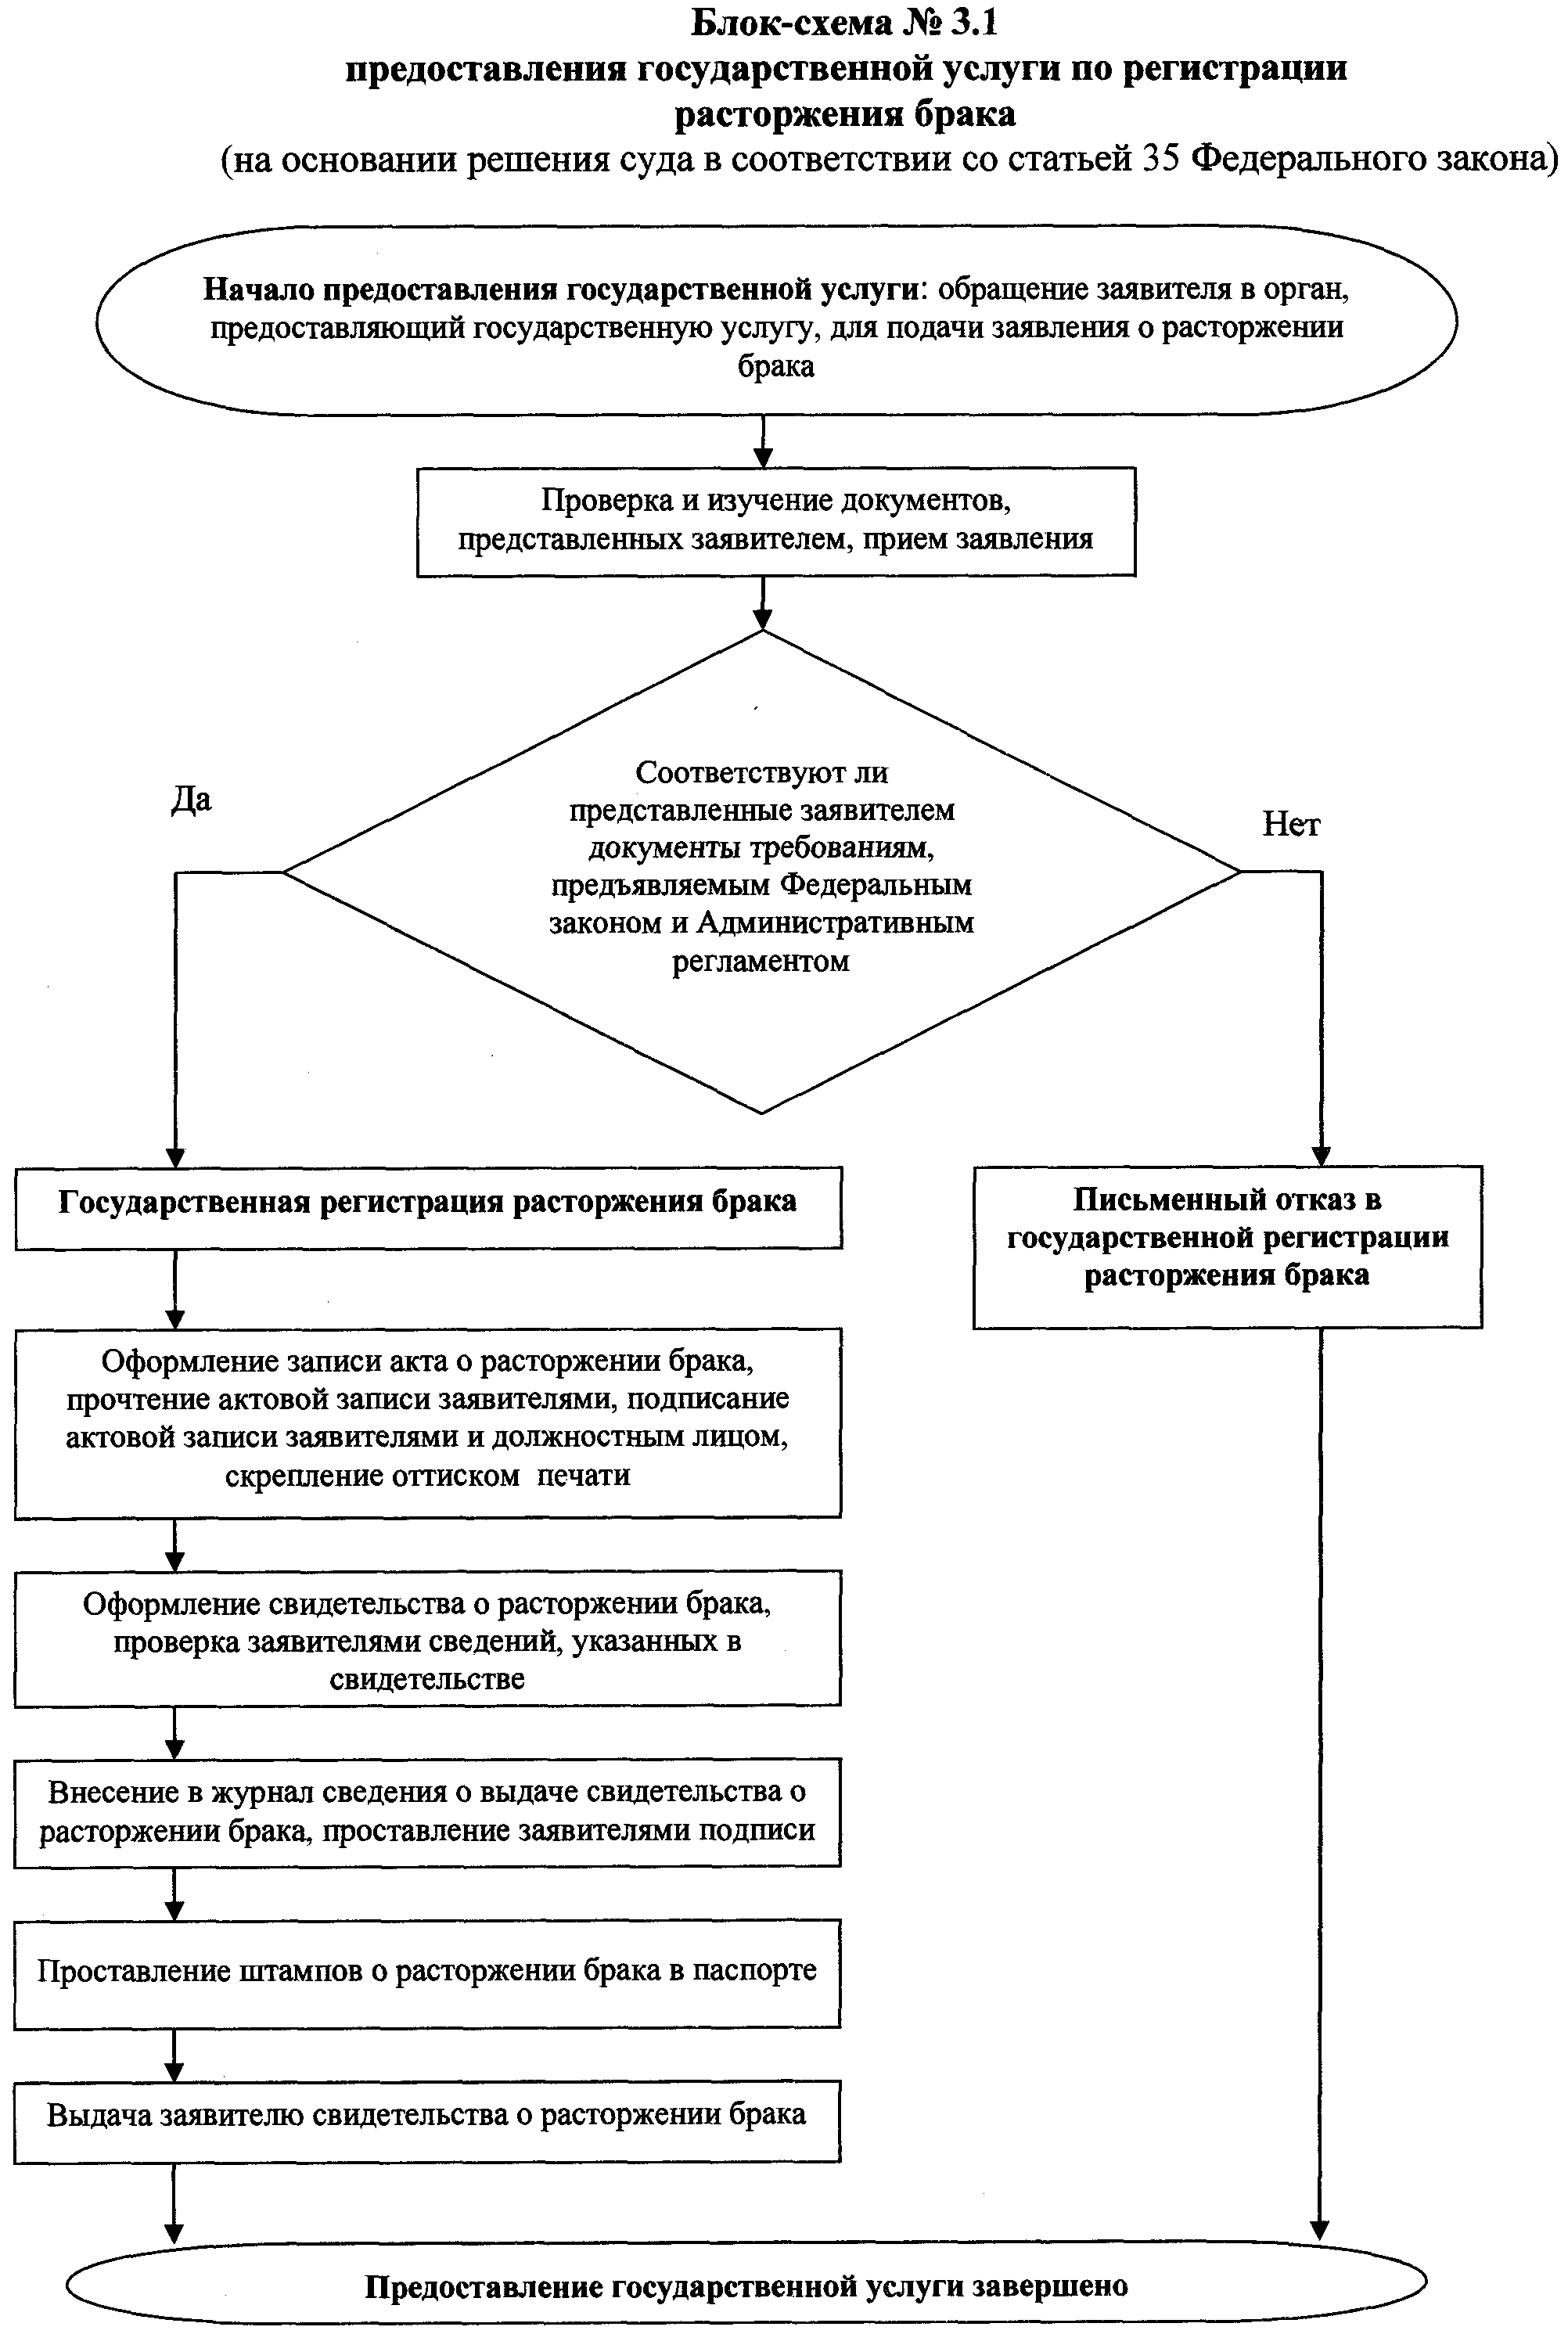 Блок-схема № 3.1
предоставления государственной услуги по регистрации
расторжения брака
(на основании решения суда в соответствии со статьей 35 Федерального закона)
Начало предоставления государственной услуги: обращение заявителя в орган,
предоставляющий государственную услугу, для подачи заявления о расторжении
брака
Проверка и изучение документов,
представленных заявителем, прием заявления
Соответствуют ли
представленные заявителем
документы требованиям,
предъявляемым Федеральным
законом и Административным
регламентом
Да
Нет
Государственная регистрация расторжения брака
Письменный отказ в
государственной регистрации
расторжения брака
Оформление записи акта о расторжении брака,
прочтение актовой записи заявителями, подписание
актовой записи заявителями и должностным лицом,
скрепление оттиском печати
Оформление свидетельства о расторжении брака,
проверка заявителями сведений, указанных в
свидетельстве
Внесение в журнал сведения о выдаче свидетельства о
расторжении брака, проставление заявителями подписи
Проставление штампов о расторжении брака в паспорте
Выдача заявителю свидетельства о расторжении брака
Предоставление государственной услуги завершено